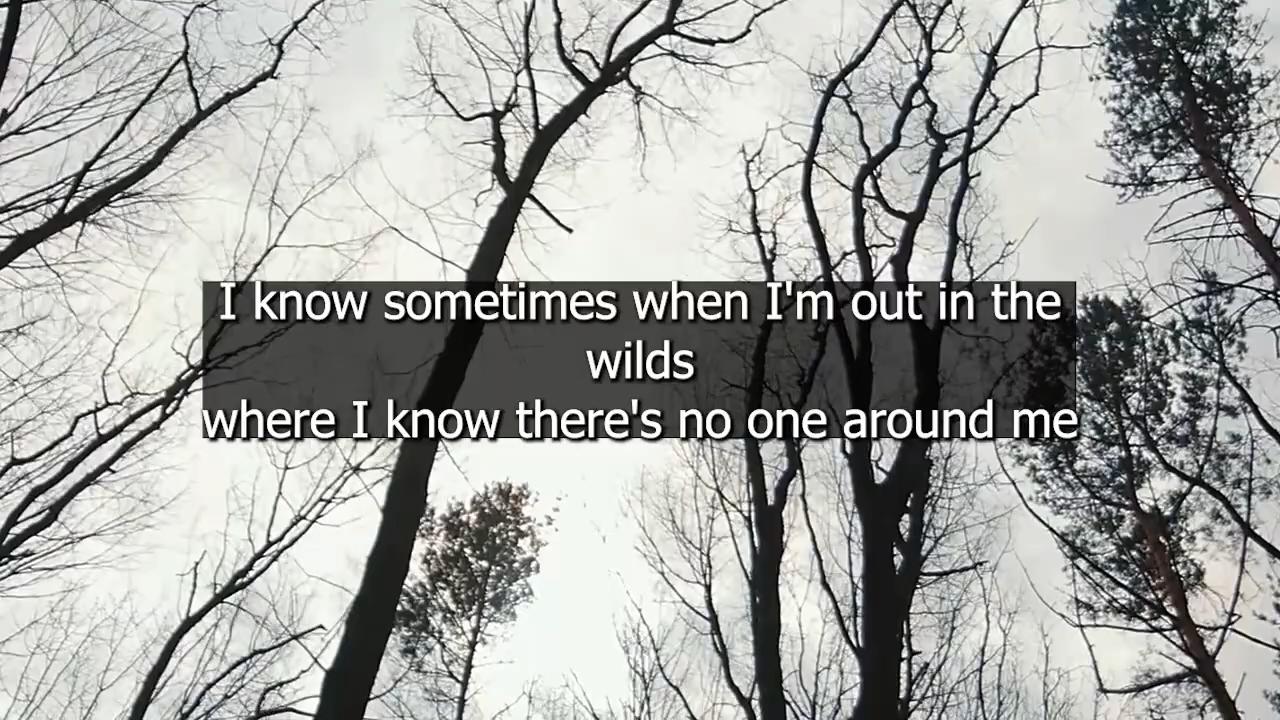 I know sometimes when I'm out in the
wilds
where I know there's no one around me